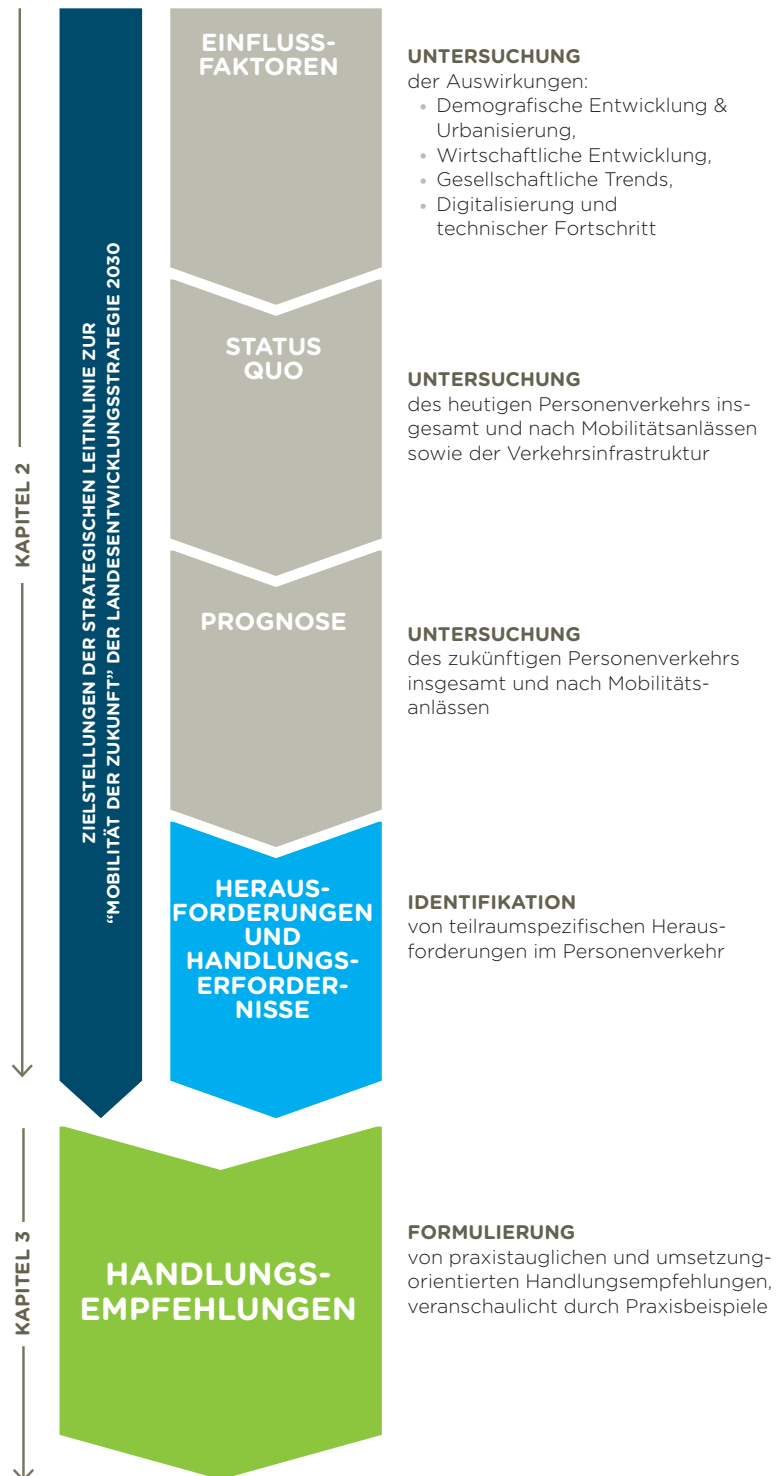 KAPITEL 2
ZIELSTELLUNGEN DER STRATEGISCHEN LEITINLINIE ZUR
“MOBILITÄT DER ZUKUNFT” DER LANDESENTWICKLUNGSSTRATEGIE 2030
EINFLUSS-
FAKTOREN
UNTERSUCHUNG
der Auswirkungen:
• Demografische Entwicklung &
Urbanisierung,
• Wirtschaftliche Entwicklung,
• Gesellschaftliche Trends,
• Digitalisierung und
technischer Fortschritt
STATUS
QUO
UNTERSUCHUNG
des heutigen Personenverkehrs ins-
gesamt und nach Mobilitätsanlässen
sowie der Verkehrsinfrastruktur
PROGNOSE
UNTERSUCHUNG
des zukünftigen Personenverkehrs
insgesamt und nach Mobilitäts-
anlässen
HERAUS-
FORDERUNGEN
UND
HANDLUNGS-
ERFORDER-
NISSE
IDENTIFIKATION
von teilraumspezifischen Heraus-
forderungen im Personenverkehr
KAPITEL 3
HANDLUNGS-
EMPFEHLUNGEN
FORMULIERUNG
von praxistauglichen und umsetzung-
orientierten Handlungsempfehlungen,
veranschaulicht durch Praxisbeispiele